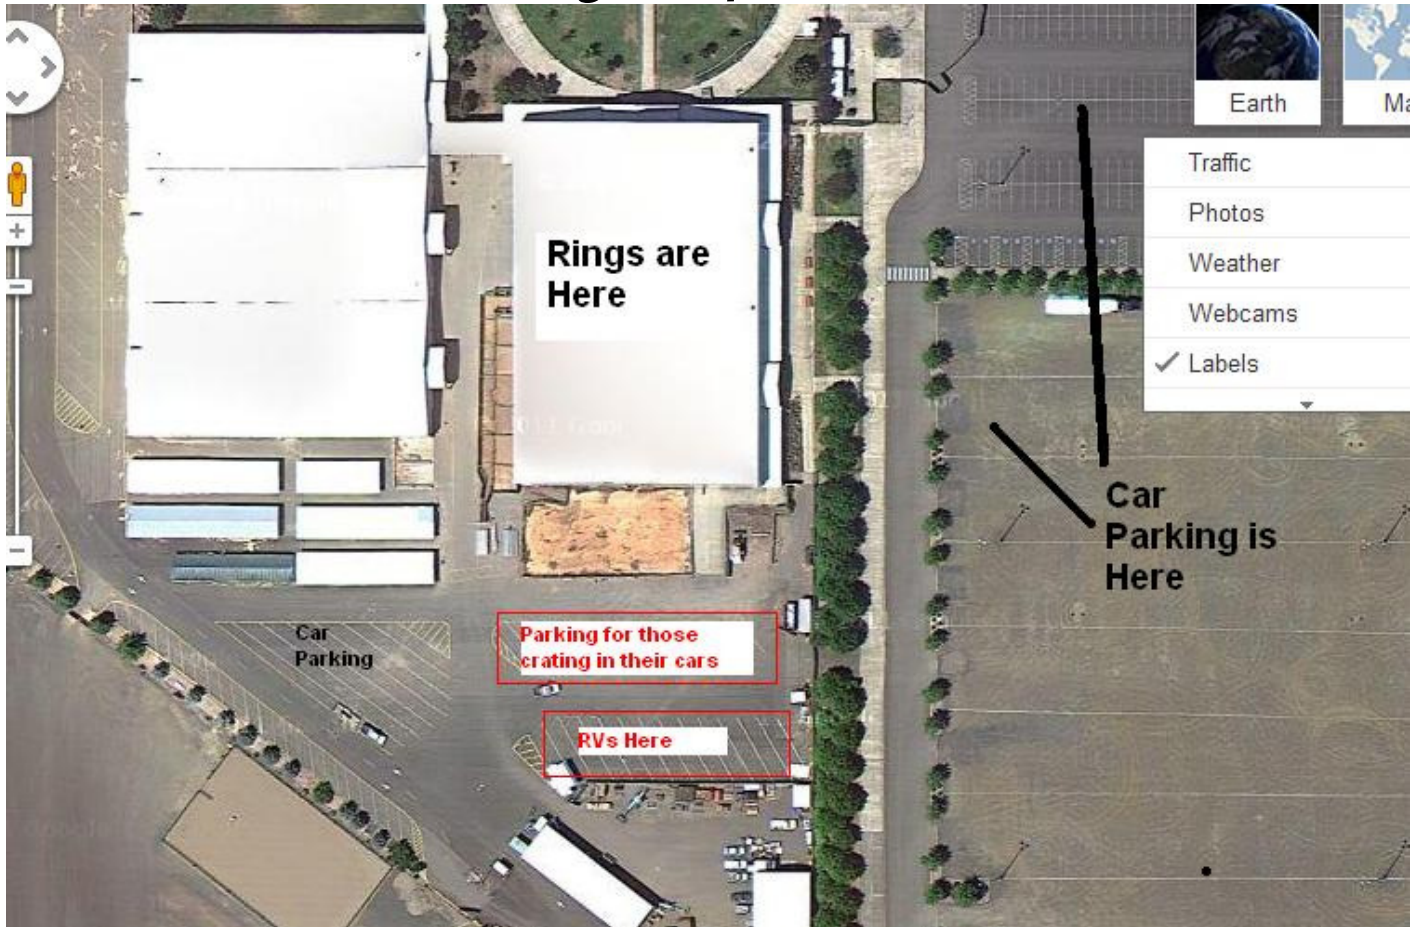 Earth
Ma
Traffic
Photos
Weather
Webcams
Labels
Rings are
Here
Car
Parking is
Here
Car
Parking
Parking for those
crating in their cars
RVs Here